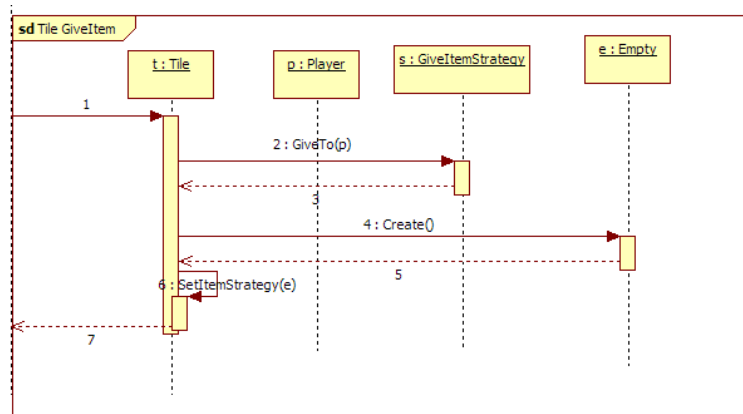 sd Tile GiveItem
t : Tile
p : Player
s : GiveItemStrategy
e : Empty
1
2 : GiveTo(p)
3
4 : Create()
5
6 : SetItemStrategy(e)
7